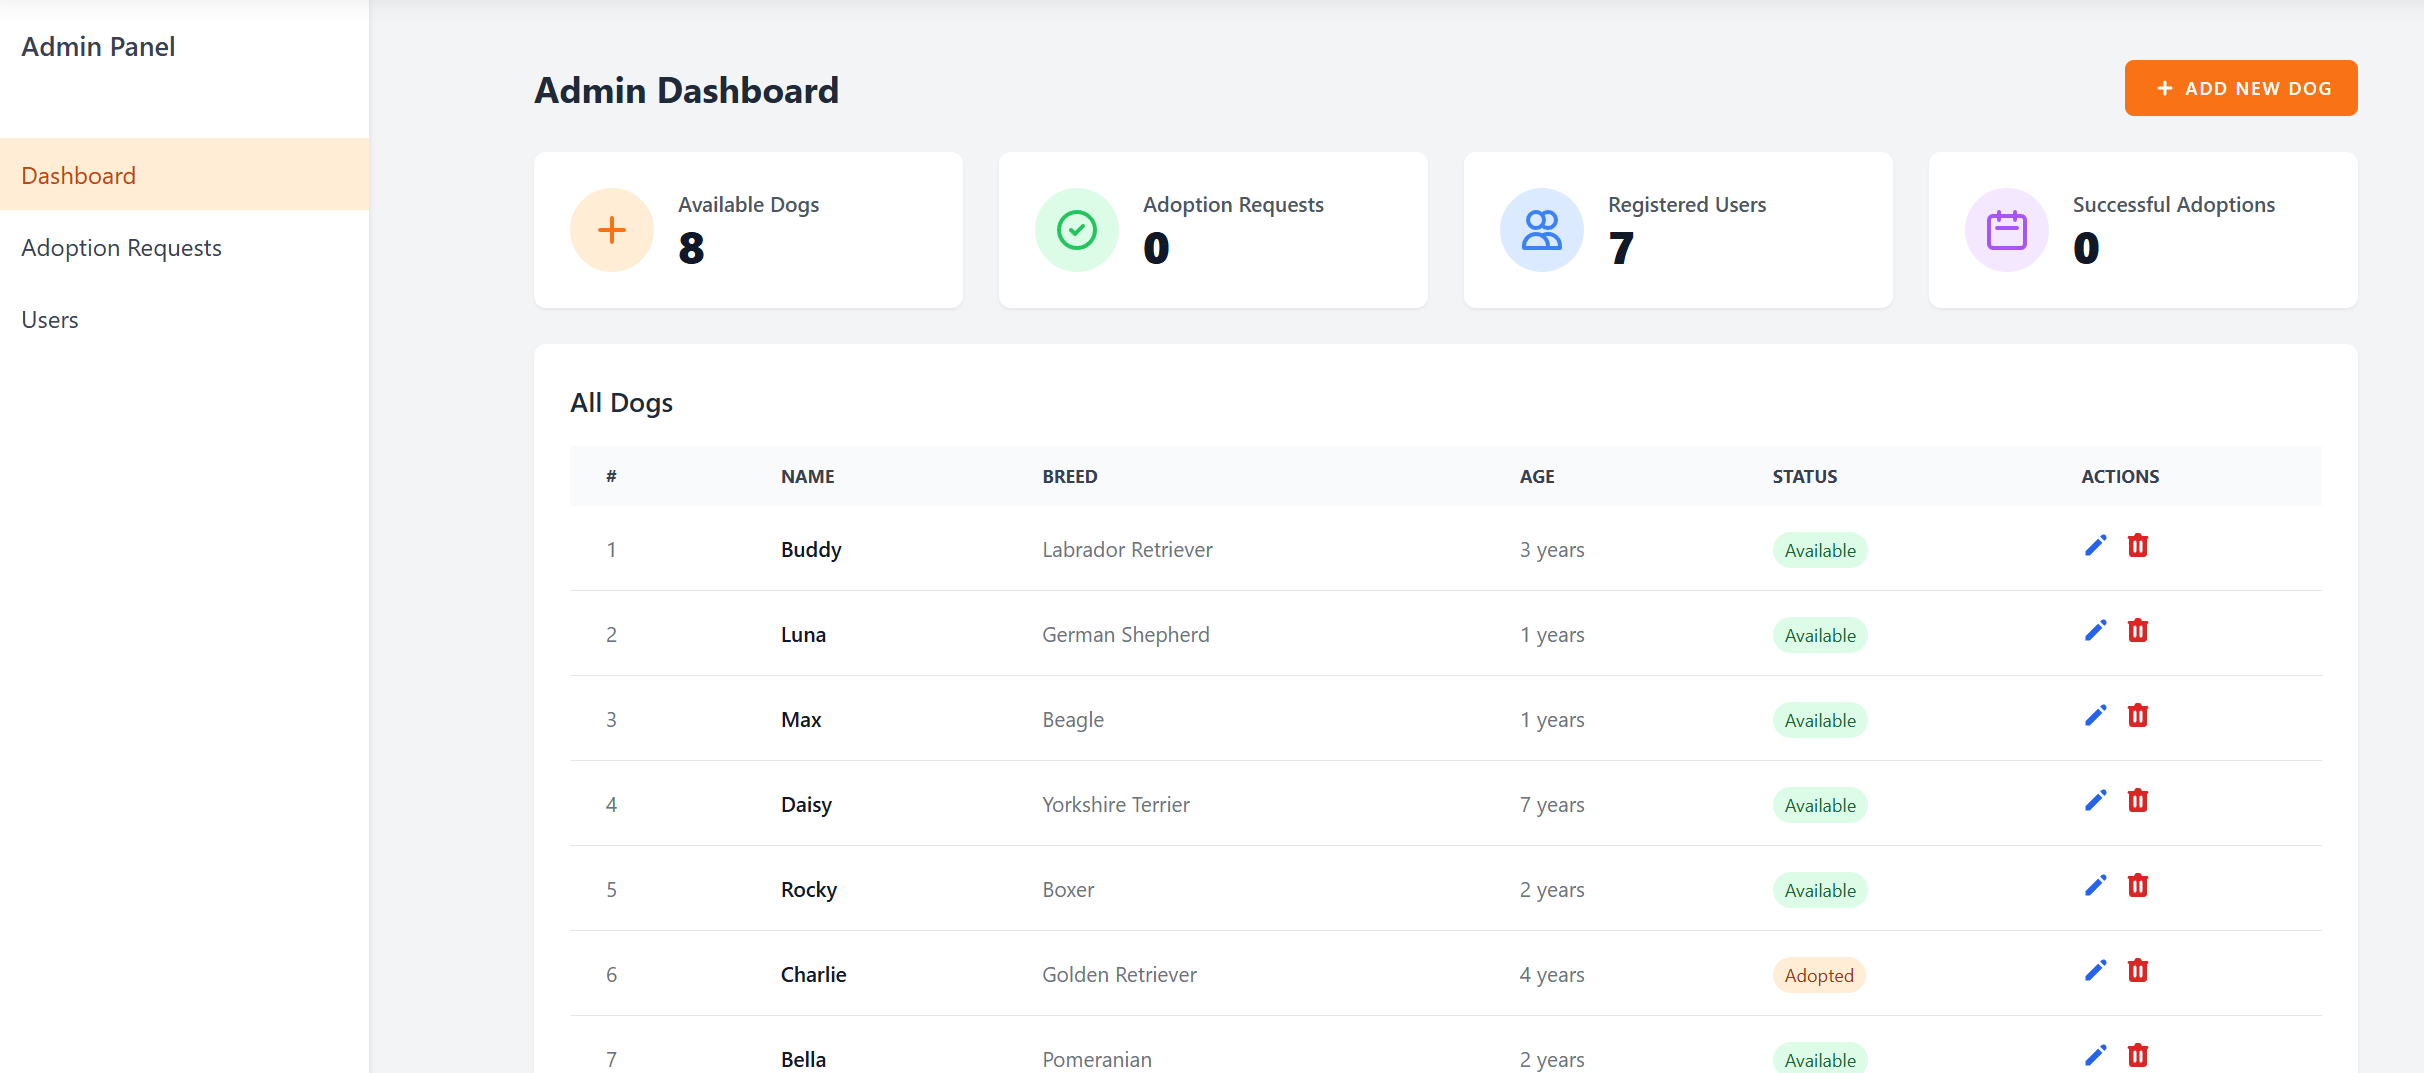 Admin Panel
Dashboard
Adoption Requests
Users
Admin Dashboard
+ ADD NEW DOG
Available Dogs
8
Adoption Requests
0
Registered Users
7
Successful Adoptions
0
All Dogs
# NAME BREED AGE STATUS ACTIONS
1 Buddy Labrador Retriever 3 years Available
2 Luna German Shepherd 1 years Available
3 Max Beagle 1 years Available
4 Daisy Yorkshire Terrier 7 years Available
5 Rocky Boxer 2 years Available
6 Charlie Golden Retriever 4 years Adopted
7 Bella Pomeranian 2 years Available